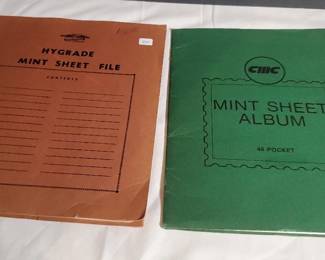 HYGRADE
MINT SHEET FILE
CONTENTS
CMC
MINT SHEET
ALBUM
48 POCKET